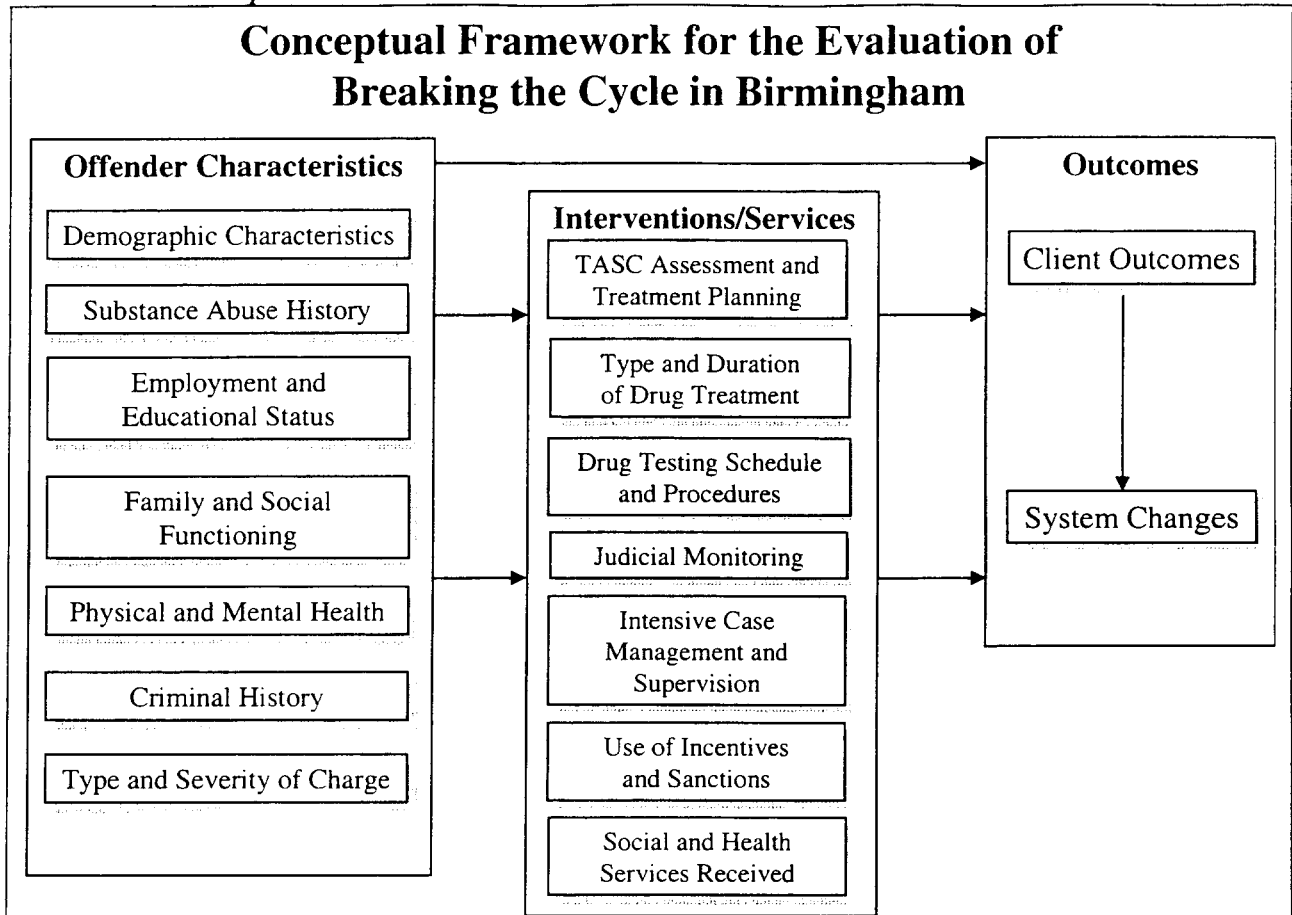 Conceptual Framework for the Evaluation of
Breaking the Cycle in Birmingham
Offender Characteristics
Demographic Characteristics
Substance Abuse History
Employment and
Educational Status
Family and Social
Functioning
Physical and Mental Health
Criminal History
Type and Severity of Charge
Interventions/Services
TASC Assessment and
Treatment Planning
Type and Duration
of Drug Treatment
Drug Testing Schedule
and Procedures
Judicial Monitoring
Intensive Case
Management and
Supervision
Use of Incentives
and Sanctions
Social and Health
Services Received
Outcomes
Client Outcomes
System Changes